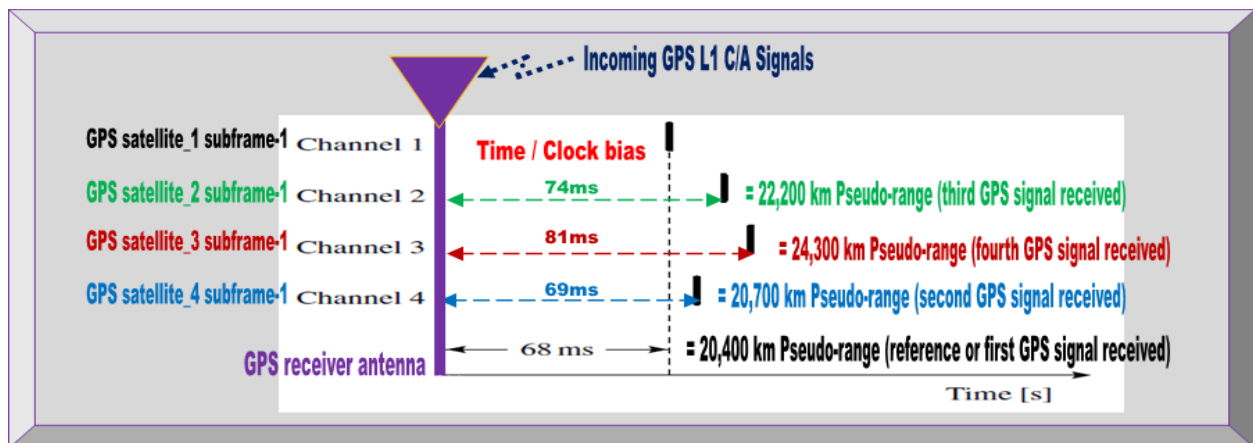 Incoming GPS L1 C/A Signals
GPS satellite_1 subframe-1 Channel 1
Time / Clock bias
GPS satellite_2 subframe-1 Channel 2 74ms = 22,200 km Pseudo-range (third GPS signal received)
GPS satellite_3 subframe-1 Channel 3 81ms = 24,300 km Pseudo-range (fourth GPS signal received)
GPS satellite_4 subframe-1 Channel 4 69ms = 20,700 km Pseudo-range (second GPS signal received)
GPS receiver antenna 68 ms = 20,400 km Pseudo-range (reference or first GPS signal received)
Time [s]